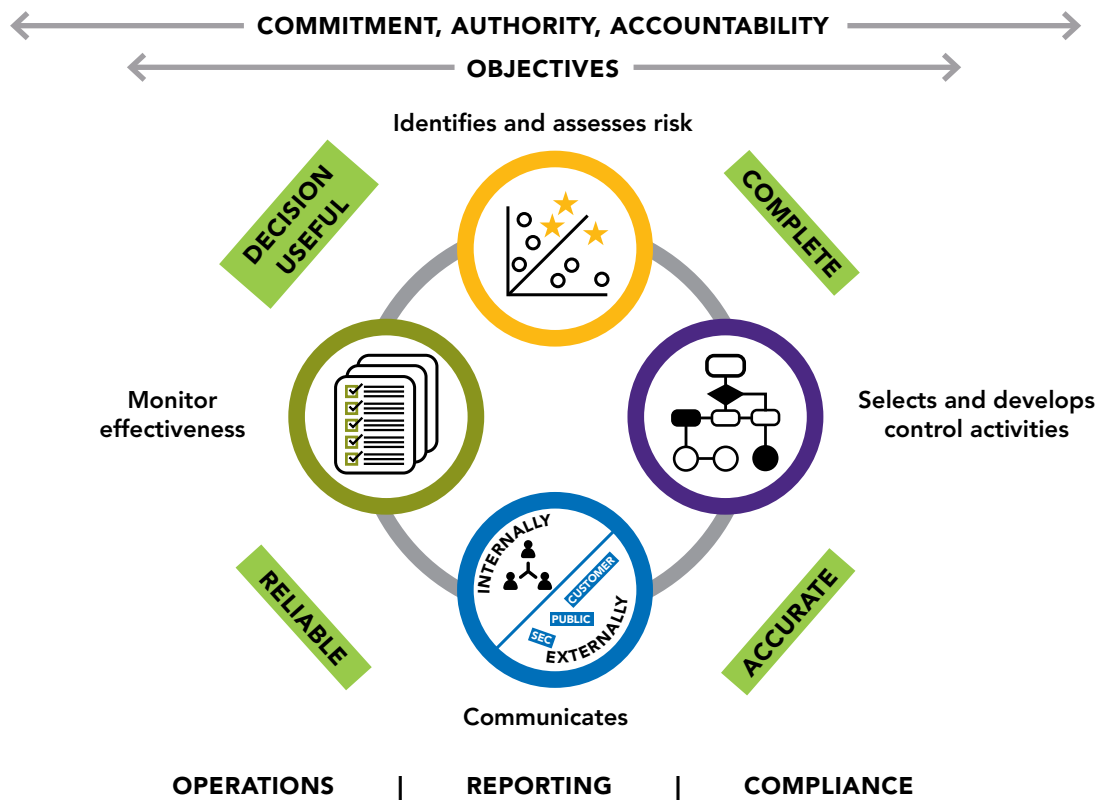 COMMITMENT, AUTHORITY, ACCOUNTABILITY
OBJECTIVES
Identifies and assesses risk
DECISION
USEFUL
COMPLETE
Monitor
effectiveness
Selects and develops
control activities
INTERNALLY
CUSTOMER
PUBLIC
SEC
EXTERNALLY
RELIABLE
ACCURATE
Communicates
OPERATIONS | REPORTING | COMPLIANCE